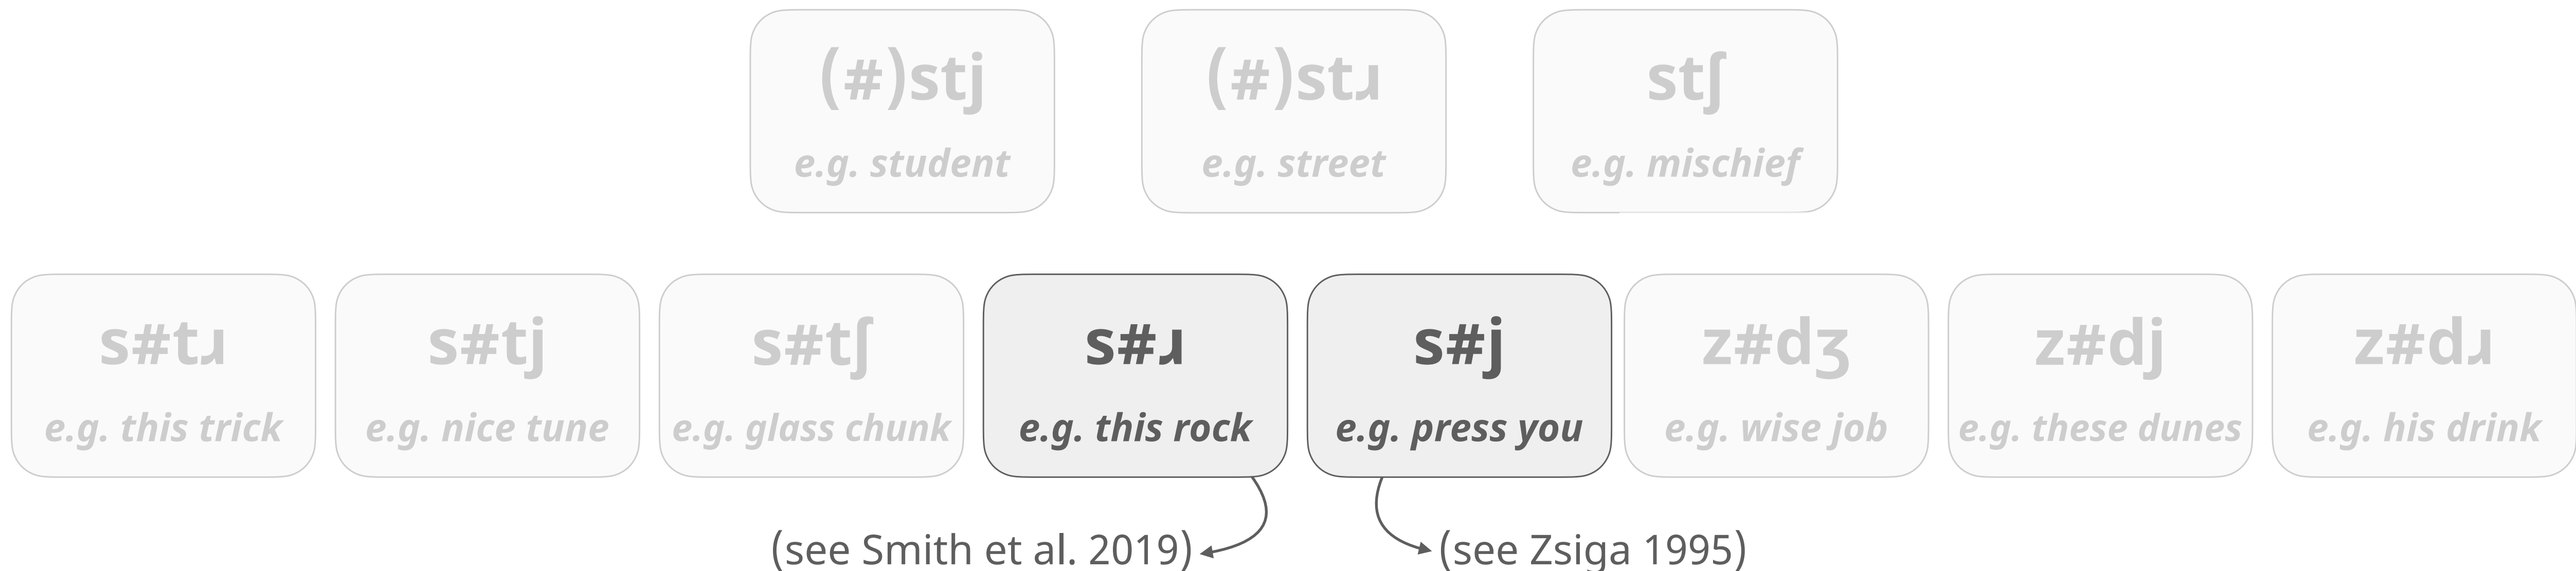 (#)stj (#)stɹ stʃ
e.g. student e.g. street e.g. mischief
s#tɹ s#tj s#tʃ s#ɹ s#j z#dʒ z#dj z#dɹ
e.g. this trick e.g. nice tune e.g. glass chunk e.g. this rock e.g. press you e.g. wise job e.g. these dunes e.g. his drink
(see Smith et al. 2019) (see Zsiga 1995)